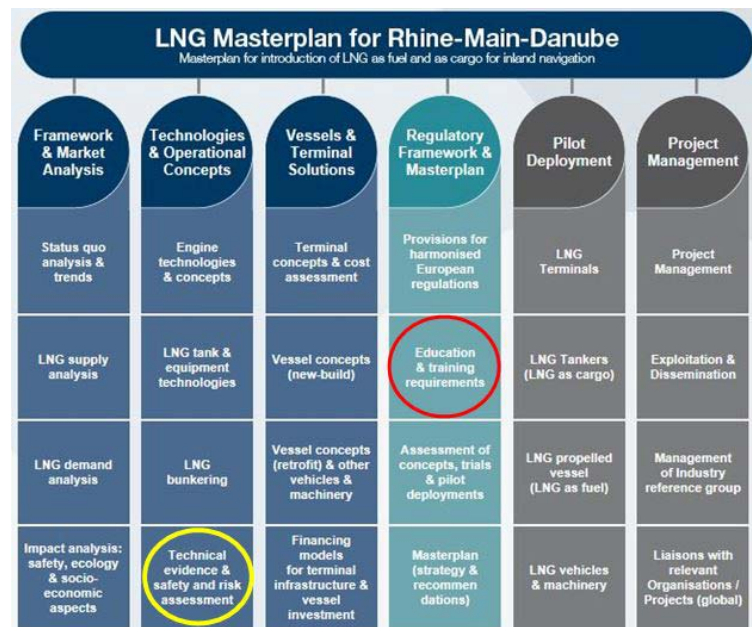 LNG Masterplan for Rhine-Main-Danube
Masterplan for introduction of LNG as fuel and as cargo for inland navigation
Framework
& Market
Analysis
Technologies
& Operational
Concepts
Vessels &
Terminal
Solutions
Regulatory
Framework &
Masterplan
Pilot
Deployment
Project
Management
Status quo
analysis &
trends
Engine
technologies
& concepts
Terminal
concepts & cost
assessment
Provisions for
harmonised
European
regulations
LNG
Terminals
Project
Management
LNG supply
analysis
LNG tank &
equipment
technologies
Vessel concepts
(new-build)
Education
& training
requirements
LNG Tankers
(LNG as cargo)
Exploitation &
Dissemination
LNG demand
analysis
LNG
bunkering
Vessel concepts
(retrofit) & other
vehicles &
machinery
Assessment of
concepts, trials
& pilot
deployments
LNG propelled
vessel
(LNG as fuel)
Management
of Industry
reference group
Impact analysis:
safety, ecology
& socio-
economic
aspects
Technical
evidence &
safety and risk
assessment
Financing
models
for terminal
infrastructure &
vessel
investment
Masterplan
(strategy &
recommen
dations)
LNG vehicles
& machinery
Liaisons with
relevant
Organisations /
Projects (global)